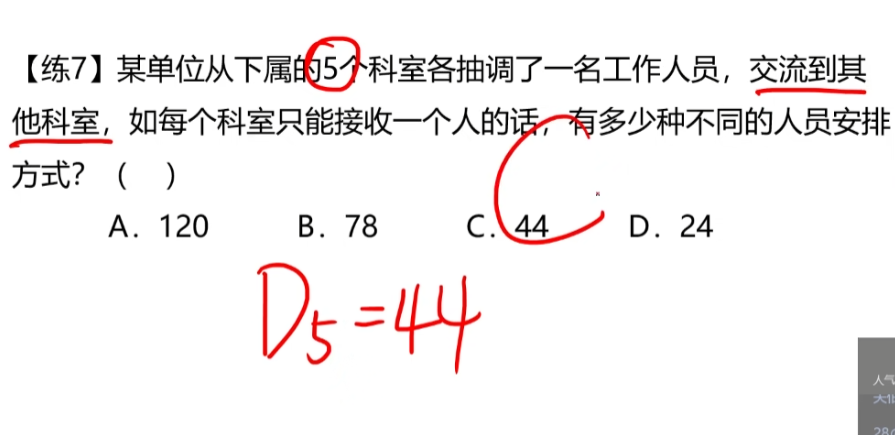 【练7】某单位从下属的5个科室各抽调了一名工作人员，交流到其
他科室，如每个科室只能接收一个人的话，有多少种不同的人员安排
方式？（ ）
A. 120 B. 78 C. 44 D. 24
D5=44
人气
28